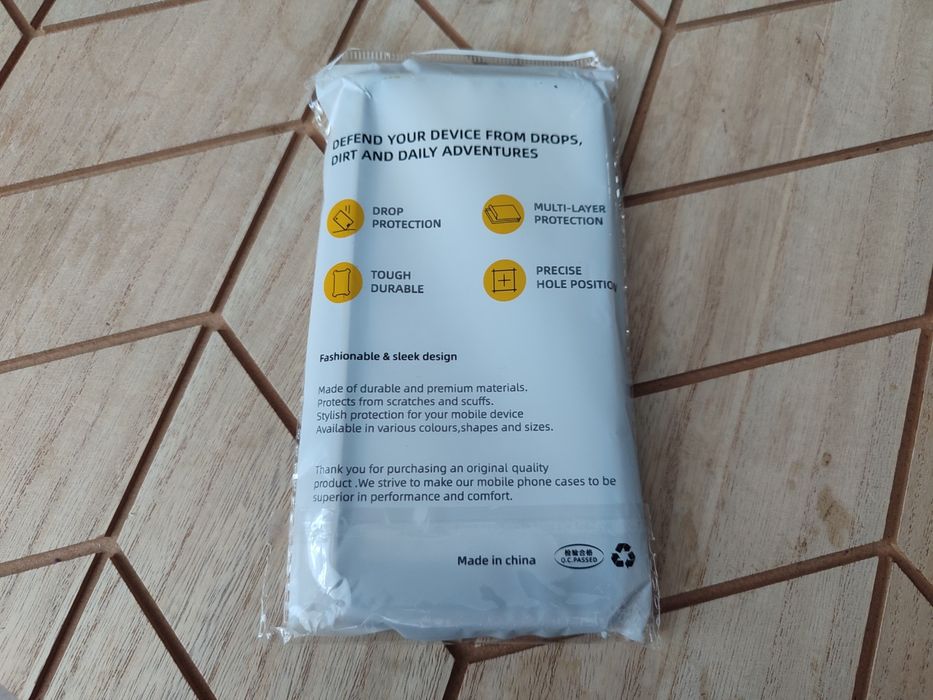 DEFEND YOUR DEVICE FROM DROPS,
DIRT AND DAILY ADVENTURES
DROP
PROTECTION
MULTI-LAYER
PROTECTION
TOUGH
DURABLE
PRECISE
HOLE POSITION
Fashionable & sleek design
Made of durable and premium materials.
Protects from scratches and scuffs.
Stylish protection for your mobile device
Available in various colours,shapes and sizes.
Thank you for purchasing an original quality
product .We strive to make our mobile phone cases to be
superior in performance and comfort.
Made in china
检验合格
Q.C.PASSED